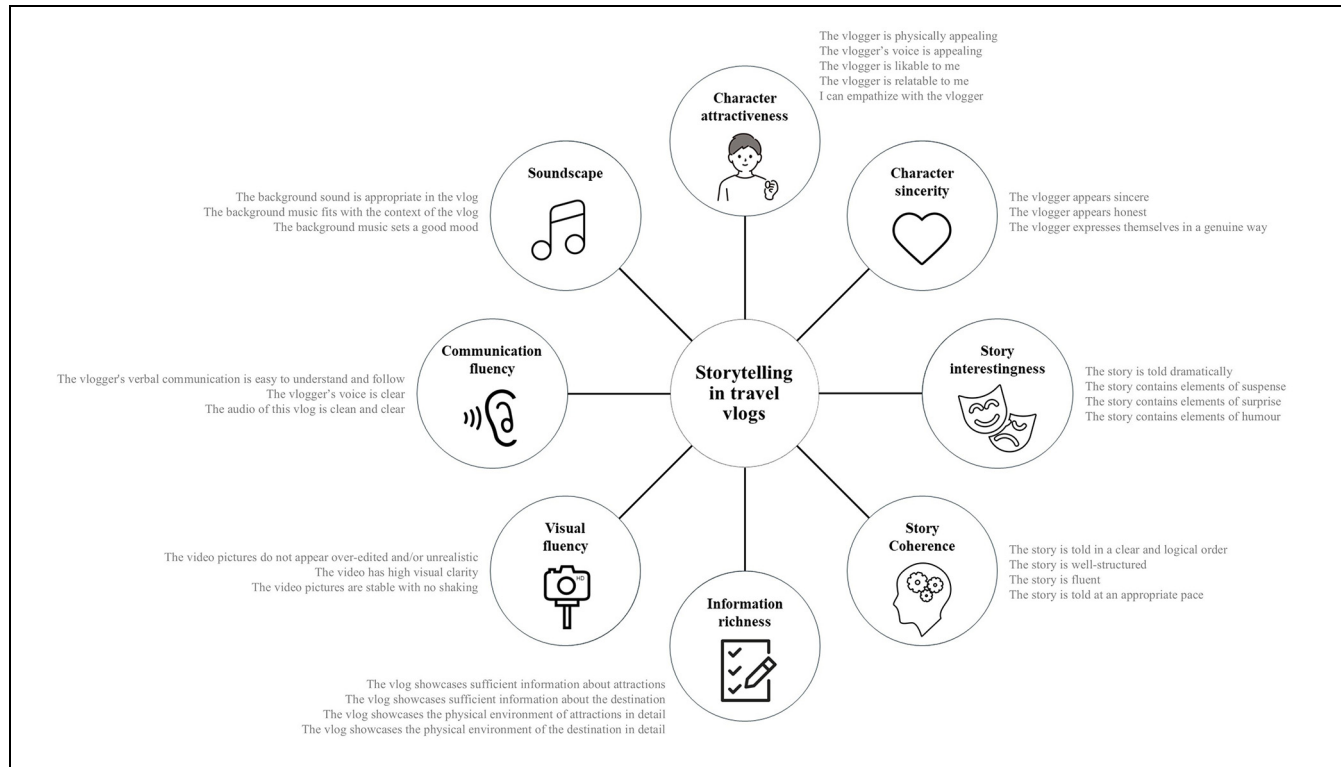 The vlogger is physically appealing
The vlogger's voice is appealing
The vlogger is likable to me
The vlogger is relatable to me
I can empathize with the vlogger
Character
attractiveness
Soundscape
The background sound is appropriate in the vlog
The background music fits with the context of the vlog
The background music sets a good mood
Character
sincerity
The vlogger appears sincere
The vlogger appears honest
The vlogger expresses themselves in a genuine way
Communication
fluency
The vlogger's verbal communication is easy to understand and follow
The vlogger's voice is clear
The audio of this vlog is clean and clear
Storytelling
in travel
vlogs
Story
interestingness
The story is told dramatically
The story contains elements of suspense
The story contains elements of surprise
The story contains elements of humour
Visual
fluency
HD
The video pictures do not appear over-edited and/or unrealistic
The video has high visual clarity
The video pictures are stable with no shaking
Story
Coherence
The story is told in a clear and logical order
The story is well-structured
The story is fluent
The story is told at an appropriate pace
Information
richness
The vlog showcases sufficient information about attractions
The vlog showcases sufficient information about the destination
The vlog showcases the physical environment of attractions in detail
The vlog showcases the physical environment of the destination in detail